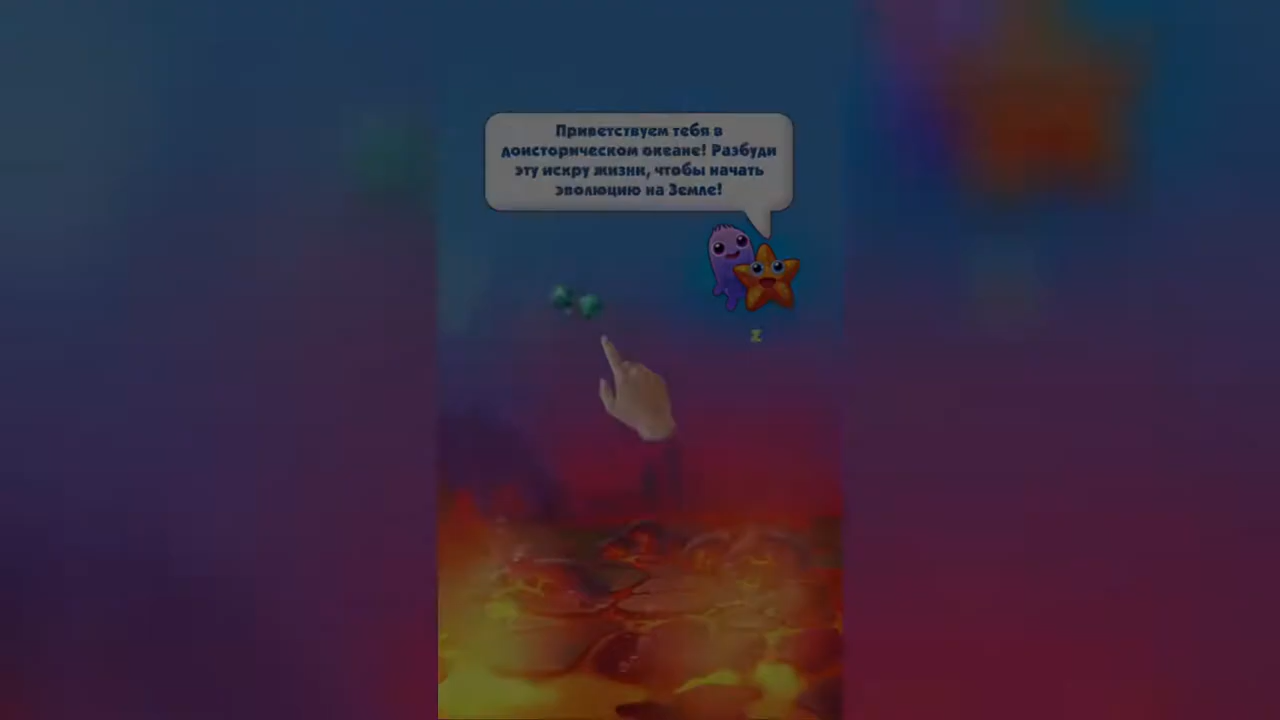 Приветствуем тебя в
доисторическом океане! Разбуди
эту искру жизни, чтобы начать
эволюцию на Земле!
z